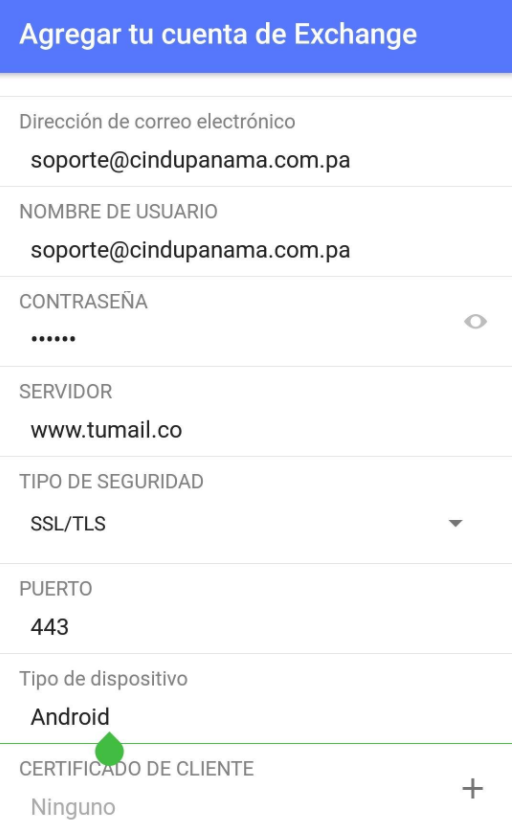 Agregar tu cuenta de Exchange
Dirección de correo electrónico
soporte@cindupanama.com.pa
NOMBRE DE USUARIO
soporte@cindupanama.com.pa
CONTRASEÑA
••••••
SERVIDOR
www.tumail.co
TIPO DE SEGURIDAD
SSL/TLS
PUERTO
443
Tipo de dispositivo
Android
CERTIFICADO DE CLIENTE
Ninguno